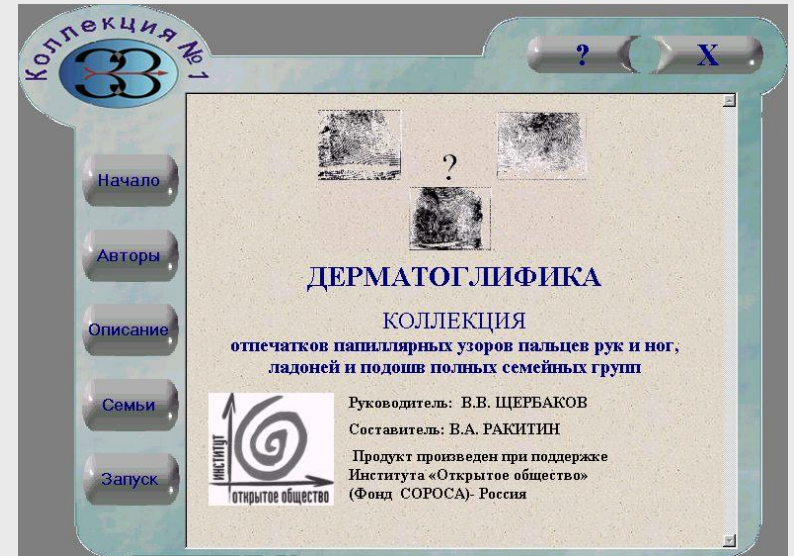 Коллекция № 1
33
? X
Начало
Авторы
Описание
Семьи
Запуск
?
ДЕРМАТОГЛИФИКА
КОЛЛЕКЦИЯ
отпечатков папиллярных узоров пальцев рук и ног,
ладоней и подошв полных семейных групп
Руководитель: В.В. ЩЕРБАКОВ
Составитель: В.А. РАКИТИН
Продукт произведен при поддержке
Института «Открытое общество»
(Фонд СОРОСА)- Россия
ИНСТИТУТ
открытое общество